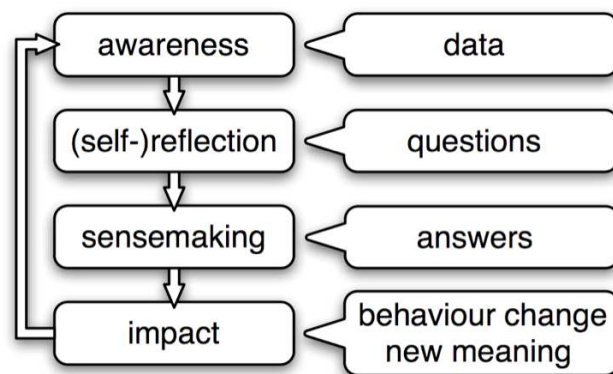 awareness
data
(self-)reflection
questions
sensemaking
answers
impact
behaviour change
new meaning